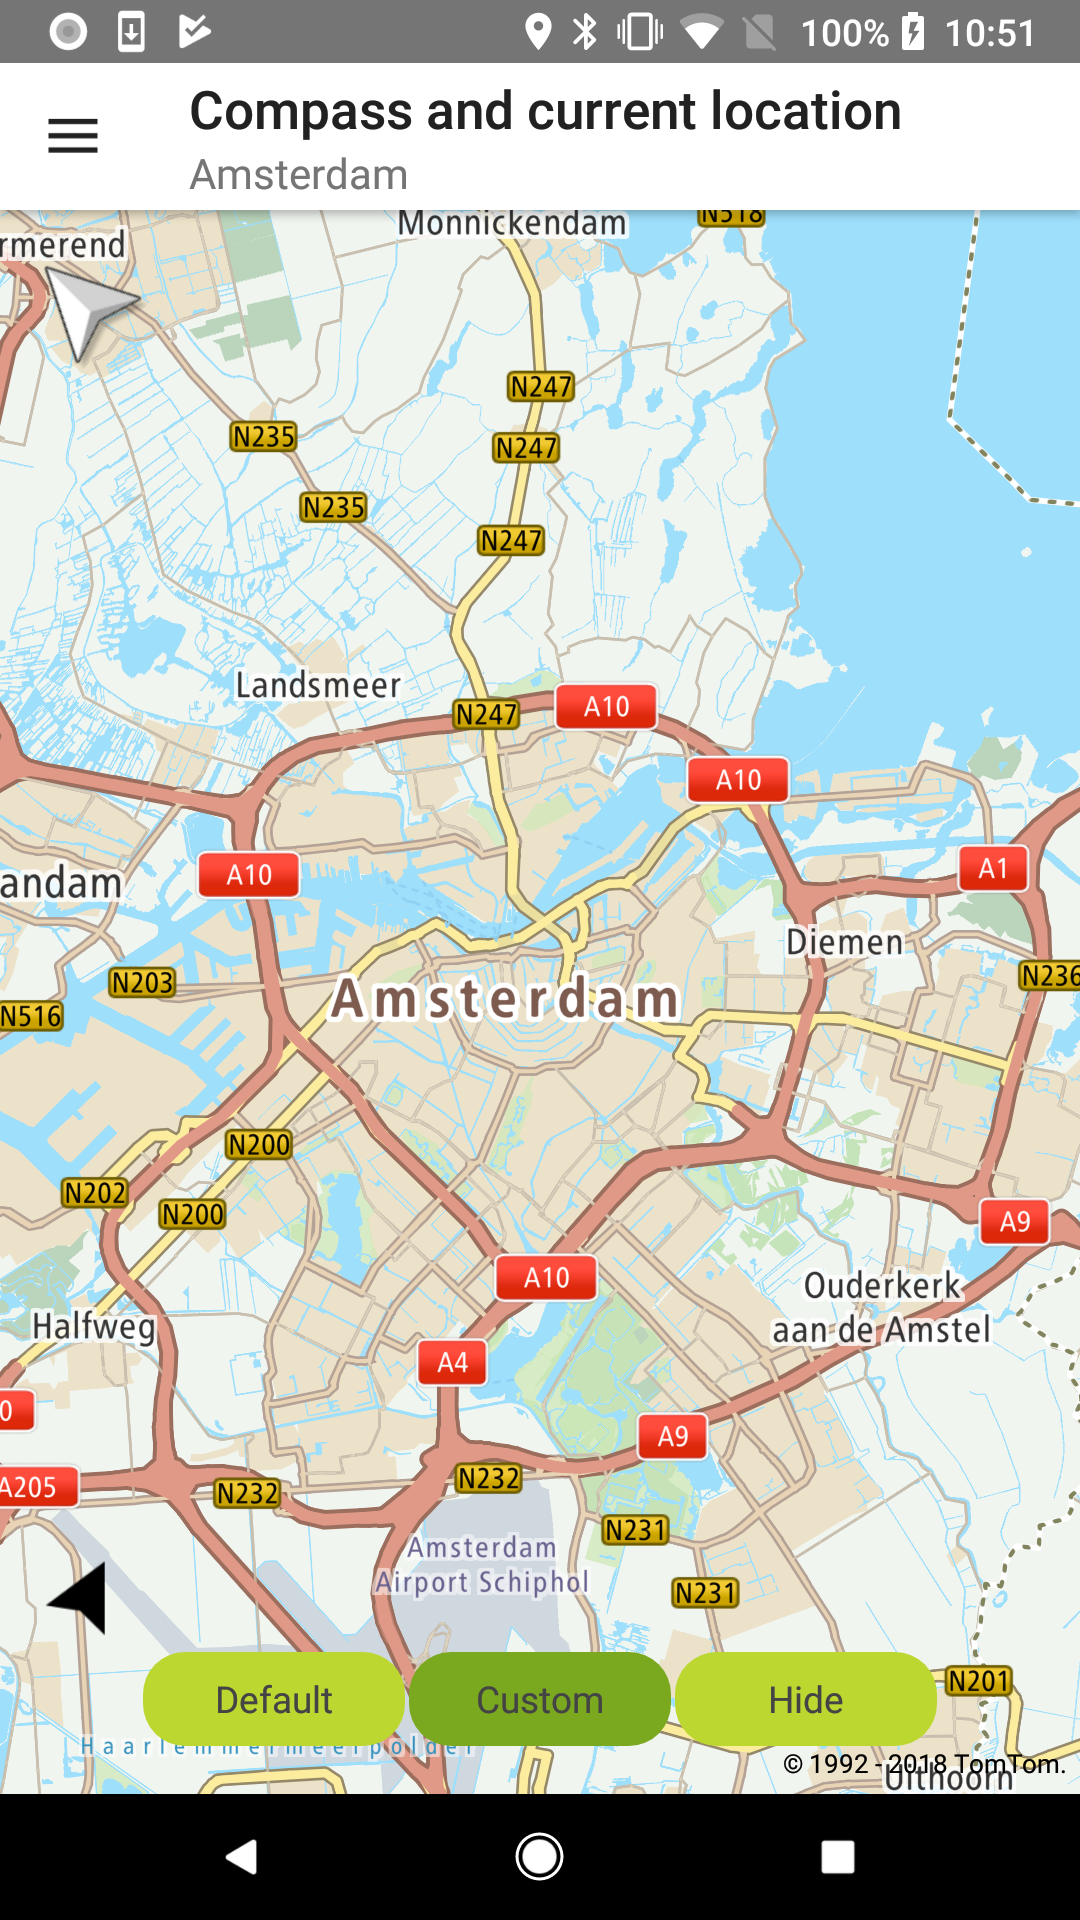 100% 10:51
Compass and current location
Amsterdam
Monnickendam
N518
rmerend
N247
N235
N247
N235
N247
Landsmeer
N247
A10
A10
A10
A1
andam
Diemen
N203
N236
Amsterdam
N516
N200
N202
N200
A9
A10
Ouderkerk
aan de Amstel
Halfweg
A4
0
A9
A205
N232
N232
N231
Amsterdam
Airport Schiphol
N231
N201
Default
Custom
Hide
Haarlemmermeerpolder
© 1992 - 2018 TomTom.
Uithoorn